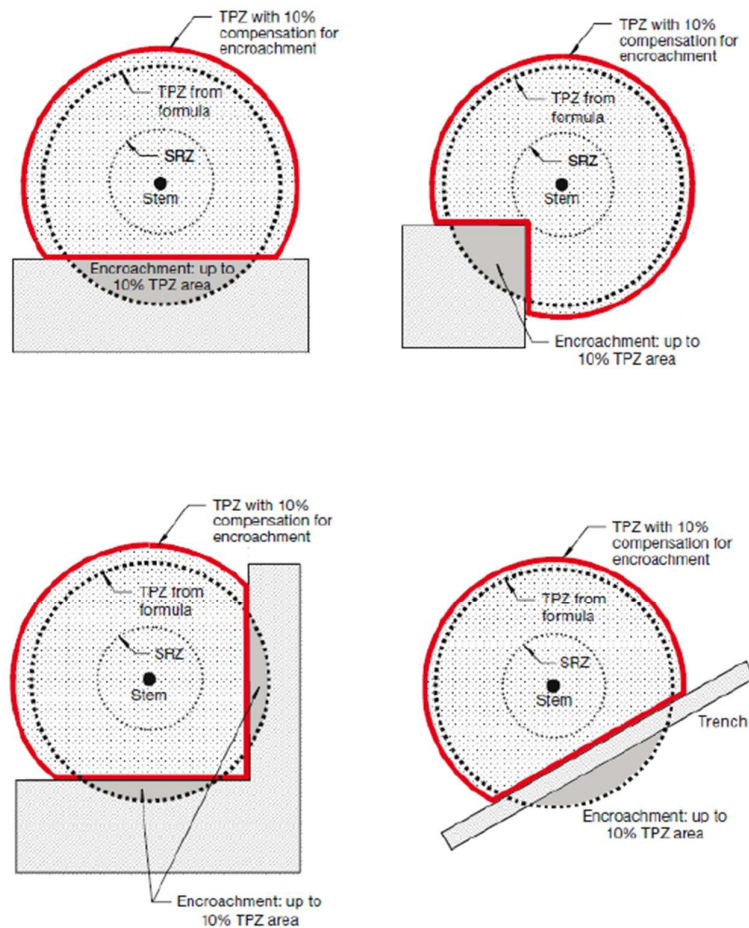 TPZ with 10%
compensation for
encroachment
TPZ from
formula
SRZ
Stem
Encroachment: up to
10% TPZ area
TPZ with 10%
compensation for
encroachment
TPZ from
formula
SRZ
Stem
Encroachment: up to
10% TPZ area
TPZ with 10%
compensation for
encroachment
TPZ from
formula
SRZ
Stem
Encroachment: up to
10% TPZ area
TPZ with 10%
compensation for
encroachment
TPZ from
formula
SRZ
Stem
Trench
Encroachment: up to
10% TPZ area